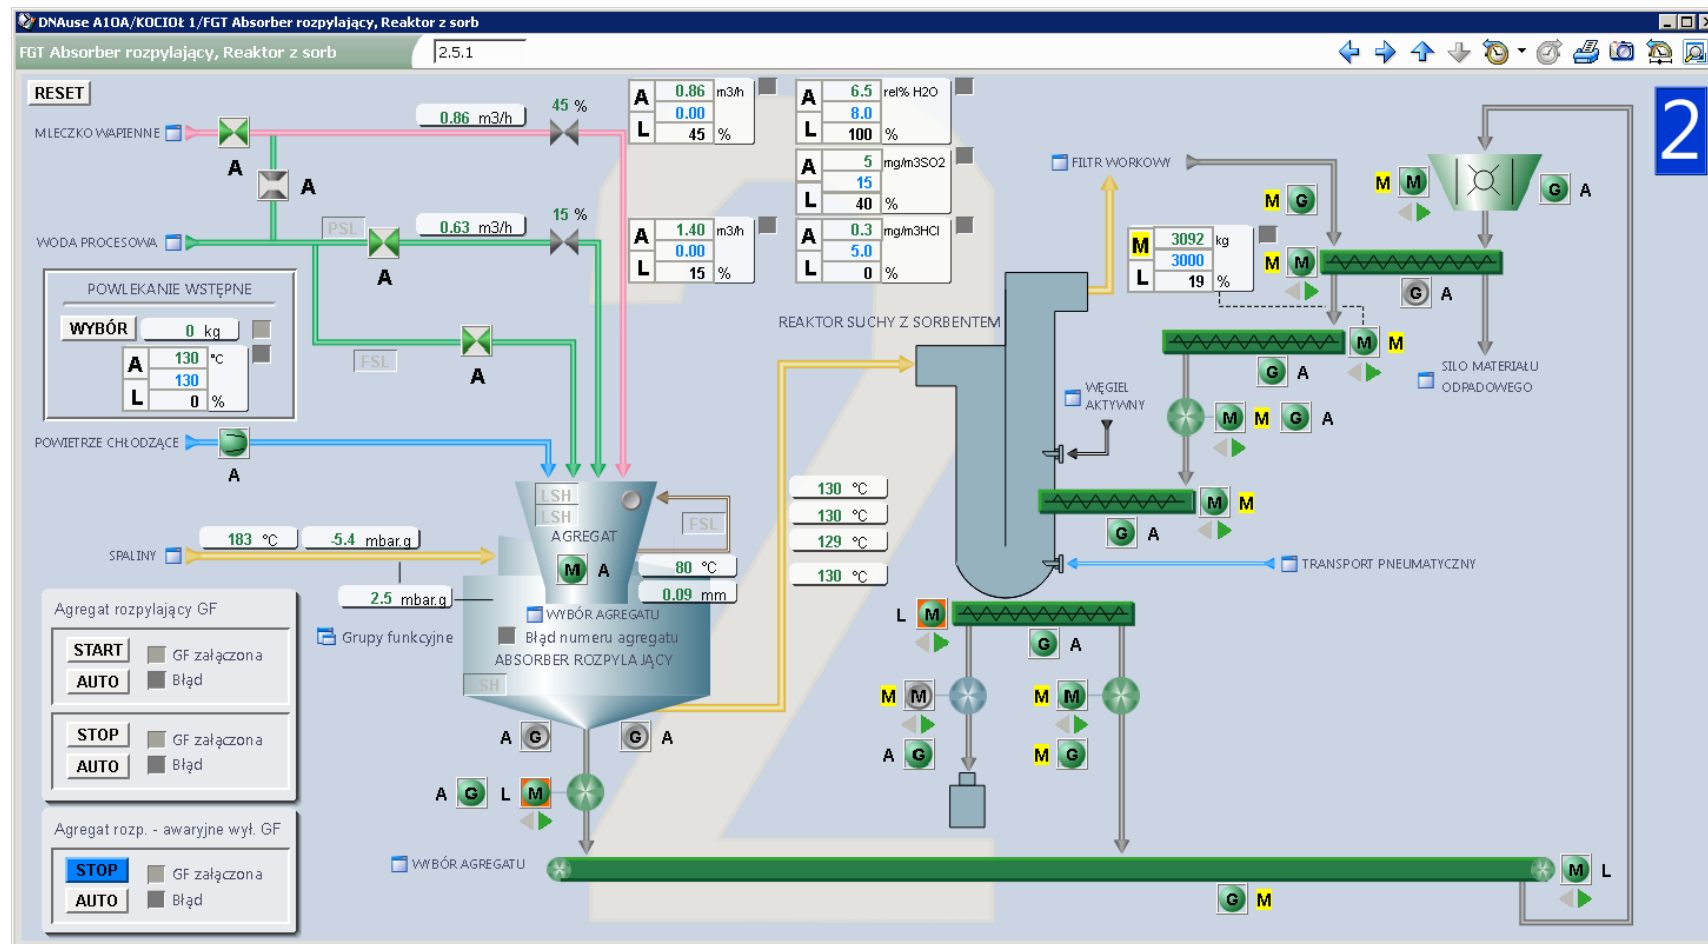 DNAuse A10A/KOCIOŁ 1/FGT Absorber rozpylający, Reaktor z sorb
FGT Absorber rozpylający, Reaktor z sorb
2.5.1
RESET
MLECZKO WAPIENNE
A
A
0.86 m3/h
45 %
A 0.86 m3/h
0.00
L 45 %
A 6.5 rel% H2O
8.0
L 100 %
A 5 mg/m3SO2
15
L 40 %
WODA PROCESOWA
PSL
A
0.63 m3/h
15 %
A 1.40 m3/h
0.00
L 15 %
A 0.3 mg/m3HCl
5.0
L 0 %
2
FILTR WORKOWY
M G
M M
G A
M 3092 kg
3000
L 19 %
M M
G A
M M
G A
SILO MATERIAŁU
ODPADOWEGO
M M G A
M M
G A
POWLEKANIE WSTĘPNE
WYBÓR 0 kg
A 130 °C
130
L 0 %
FSL
A
REAKTOR SUCHY Z SORBENTEM
WĘGIEL
AKTYWNY
POWIETRZE CHŁODZĄCE
A
LSH
LSH
FSL
AGREGAT
M A
80 °C
0.09 mm
130 °C
130 °C
129 °C
130 °C
TRANSPORT PNEUMATYCZNY
SPALINY
183 °C
-5.4 mbar.g
2.5 mbar.g
WYBÓR AGREGATU
Grupy funkcyjne
Błąd numeru agregatu
ABSORBER ROZPYLAJĄCY
LSH
L M
G A
M M
A G
M M
M G
A G
G A
A G L M
Agregat rozpylający GF
START
GF załączona
AUTO
Błąd
STOP
GF załączona
AUTO
Błąd
Agregat rozp. - awaryjne wył. GF
STOP
GF załączona
AUTO
Błąd
WYBÓR AGREGATU
M L
G M